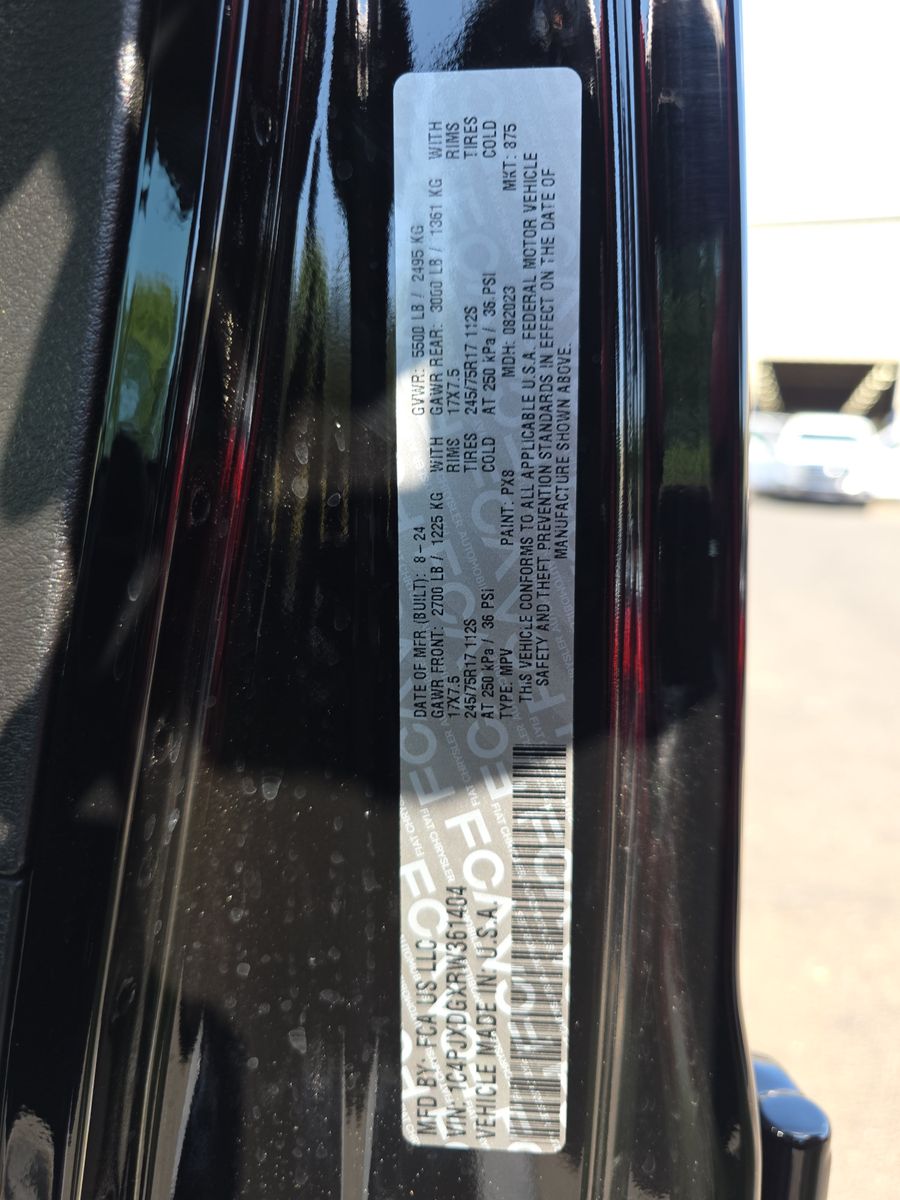 MFD BY: FCA US LLC
VIN: 1C4PJXDGXRW361404
VEHICLE MADE IN: U.S.A.
DATE OF MFR (BUILT): 8-24 GVWR: 5500 LB / 2495 KG
GAWR FRONT: 2700 LB / 1225 KG WITH GAWR REAR: 3000 LB / 1361 KG WITH
17X7.5 RIMS 17X7.5 RIMS
245/75R17 112S TIRES 245/75R17 112S TIRES
AT 250 kPa / 36 PSi COLD AT 250 kPa / 36 PSI COLD
TYPE: MPV PAINT: PX8 MDH: 082023 MKT: 875
THIS VEHICLE CONFORMS TO ALL APPLICABLE U.S.A. FEDERAL MOTOR VEHICLE
SAFETY AND THEFT PREVENTION STANDARDS IN EFFECT ON THE DATE OF
MANUFACTURE SHOWN ABOVE.